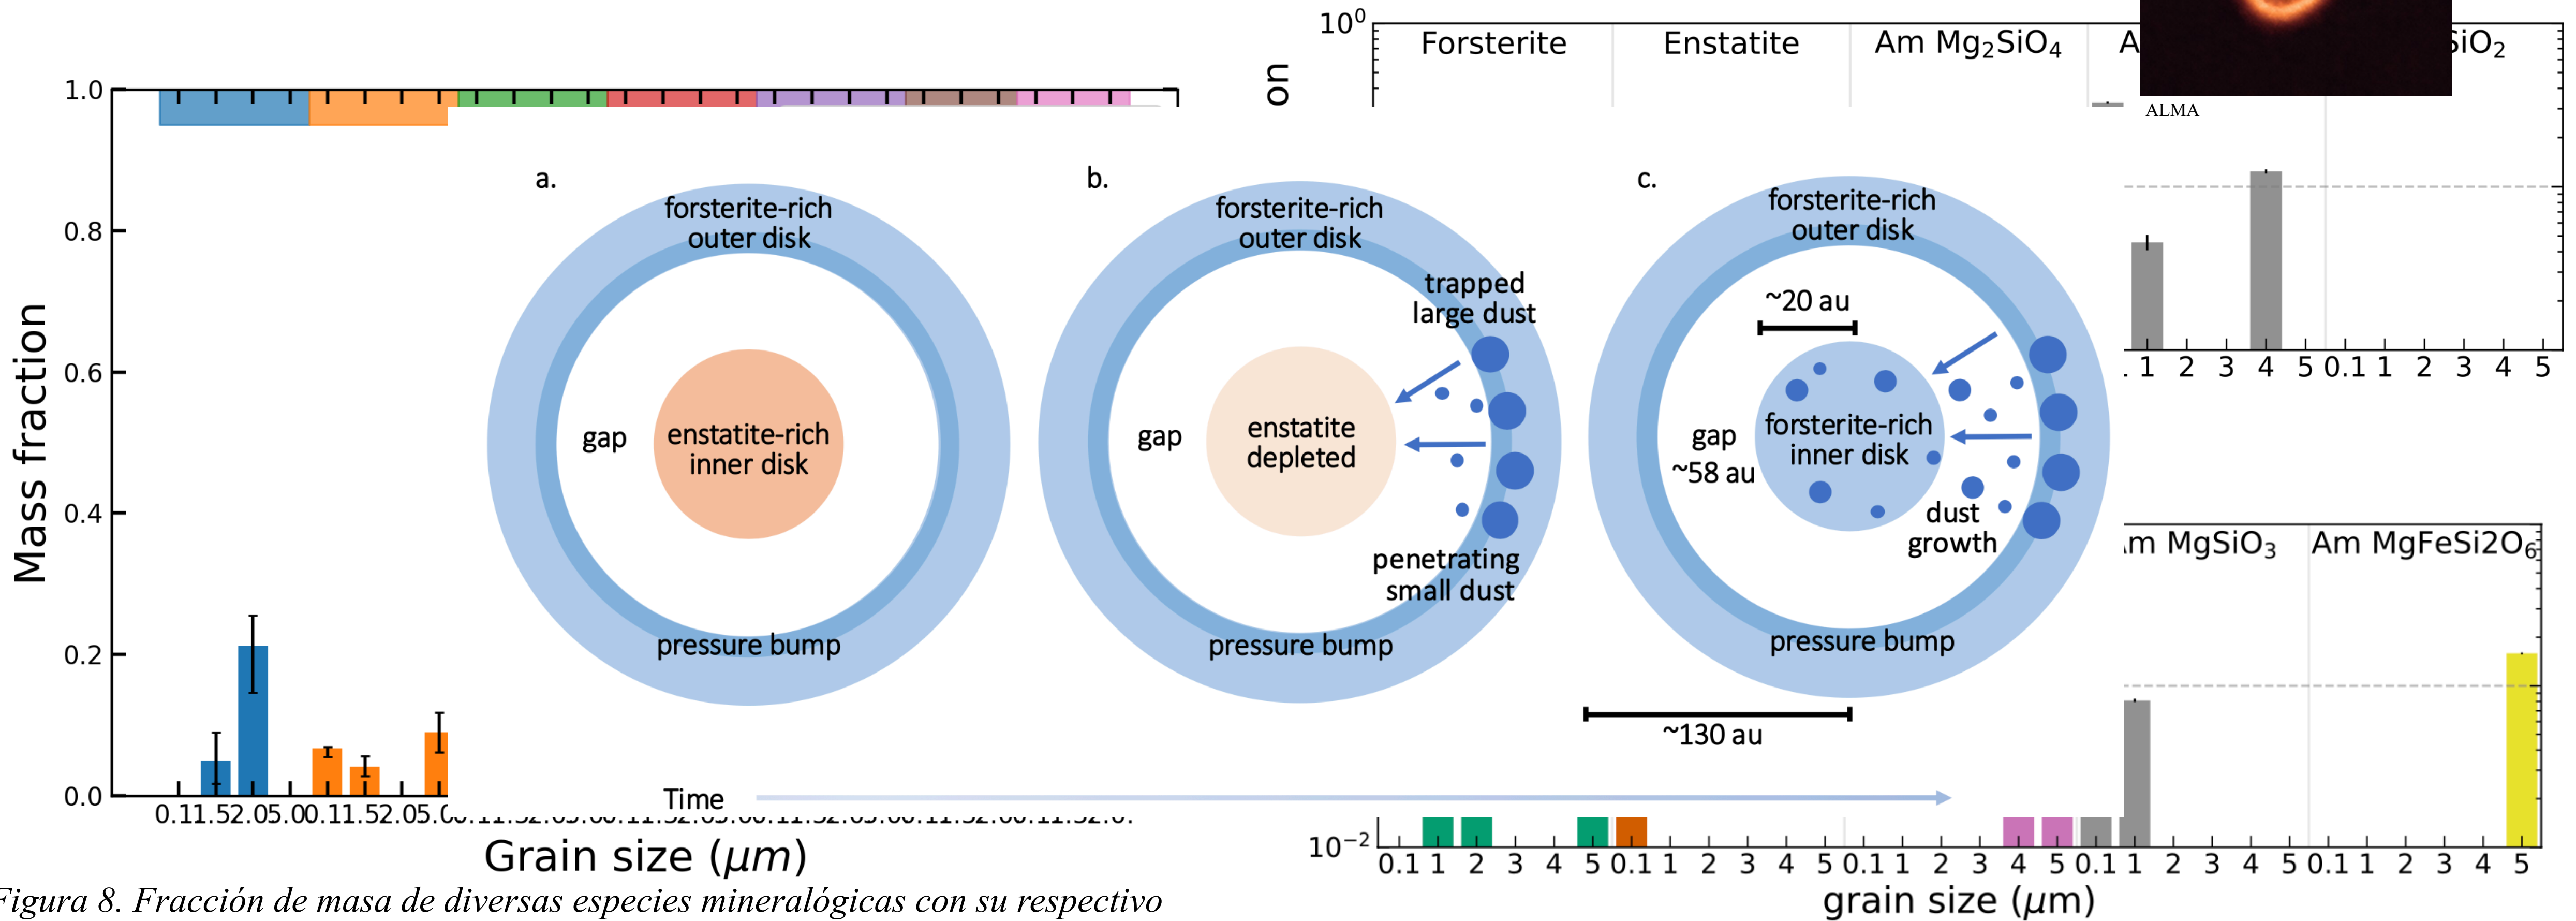 10⁰
Forsterite
Enstatite
Am Mg₂SiO₄
SiO₂
on
ALMA
1.0
0.8
0.6
0.4
0.2
0.0
Mass fraction
Grain size (μm)
a.
forsterite-rich
outer disk
gap
enstatite-rich
inner disk
pressure bump
b.
forsterite-rich
outer disk
trapped
large dust
gap
enstatite
depleted
penetrating
small dust
pressure bump
c.
forsterite-rich
outer disk
~20 au
gap
~58 au
forsterite-rich
inner disk
dust
growth
pressure bump
~130 au
Time
1 2 3 4 5 0.1 1 2 3 4 5
MgSiO₃
Am MgFeSi2O₆
10⁻²
0.1 1 2 3 4 5 0.1 1 2 3 4 5 0.1 1 2 3 4 5 0.1 1 2 3 4 5 0.1 1 2 3 4 5
grain size (μm)
Figura 8. Fracción de masa de diversas especies mineralógicas con su respectivo